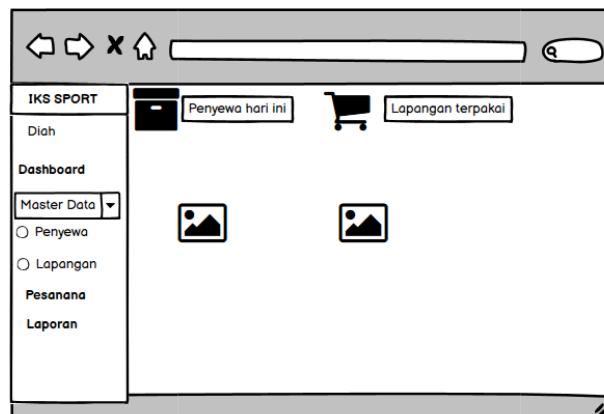 IKS SPORT
Penyewa hari ini
Lapangan terpakai
Diah
Dashboard
Master Data
Penyewa
Lapangan
Pesanana
Laporan